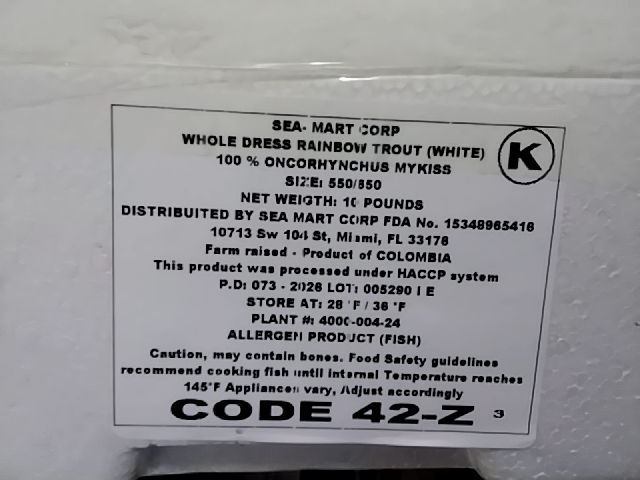 SEA- MART CORP
WHOLE DRESS RAINBOW TROUT (WHITE)
K
100 % ONCORHYNCHUS MYKISS
SIZE: 550/650
NET WEIGTH: 10 POUNDS
DISTRIBUITED BY SEA MART CORP FDA No. 15348965416
10713 Sw 104 St, Miami, FL 33176
Farm raised - Product of COLOMBIA
This product was processed under HACCP system
P.D: 073 - 2026 LOT: 005290 I E
STORE AT: 28 °F / 36 °F
PLANT #: 4000-004-24
ALLERGEN PRODUCT (FISH)
Caution, may contain bones. Food Safety guidelines
recommend cooking fish until internal Temperature reaches
145°F Appliances vary, Adjust accordingly
CODE 42-Z 3